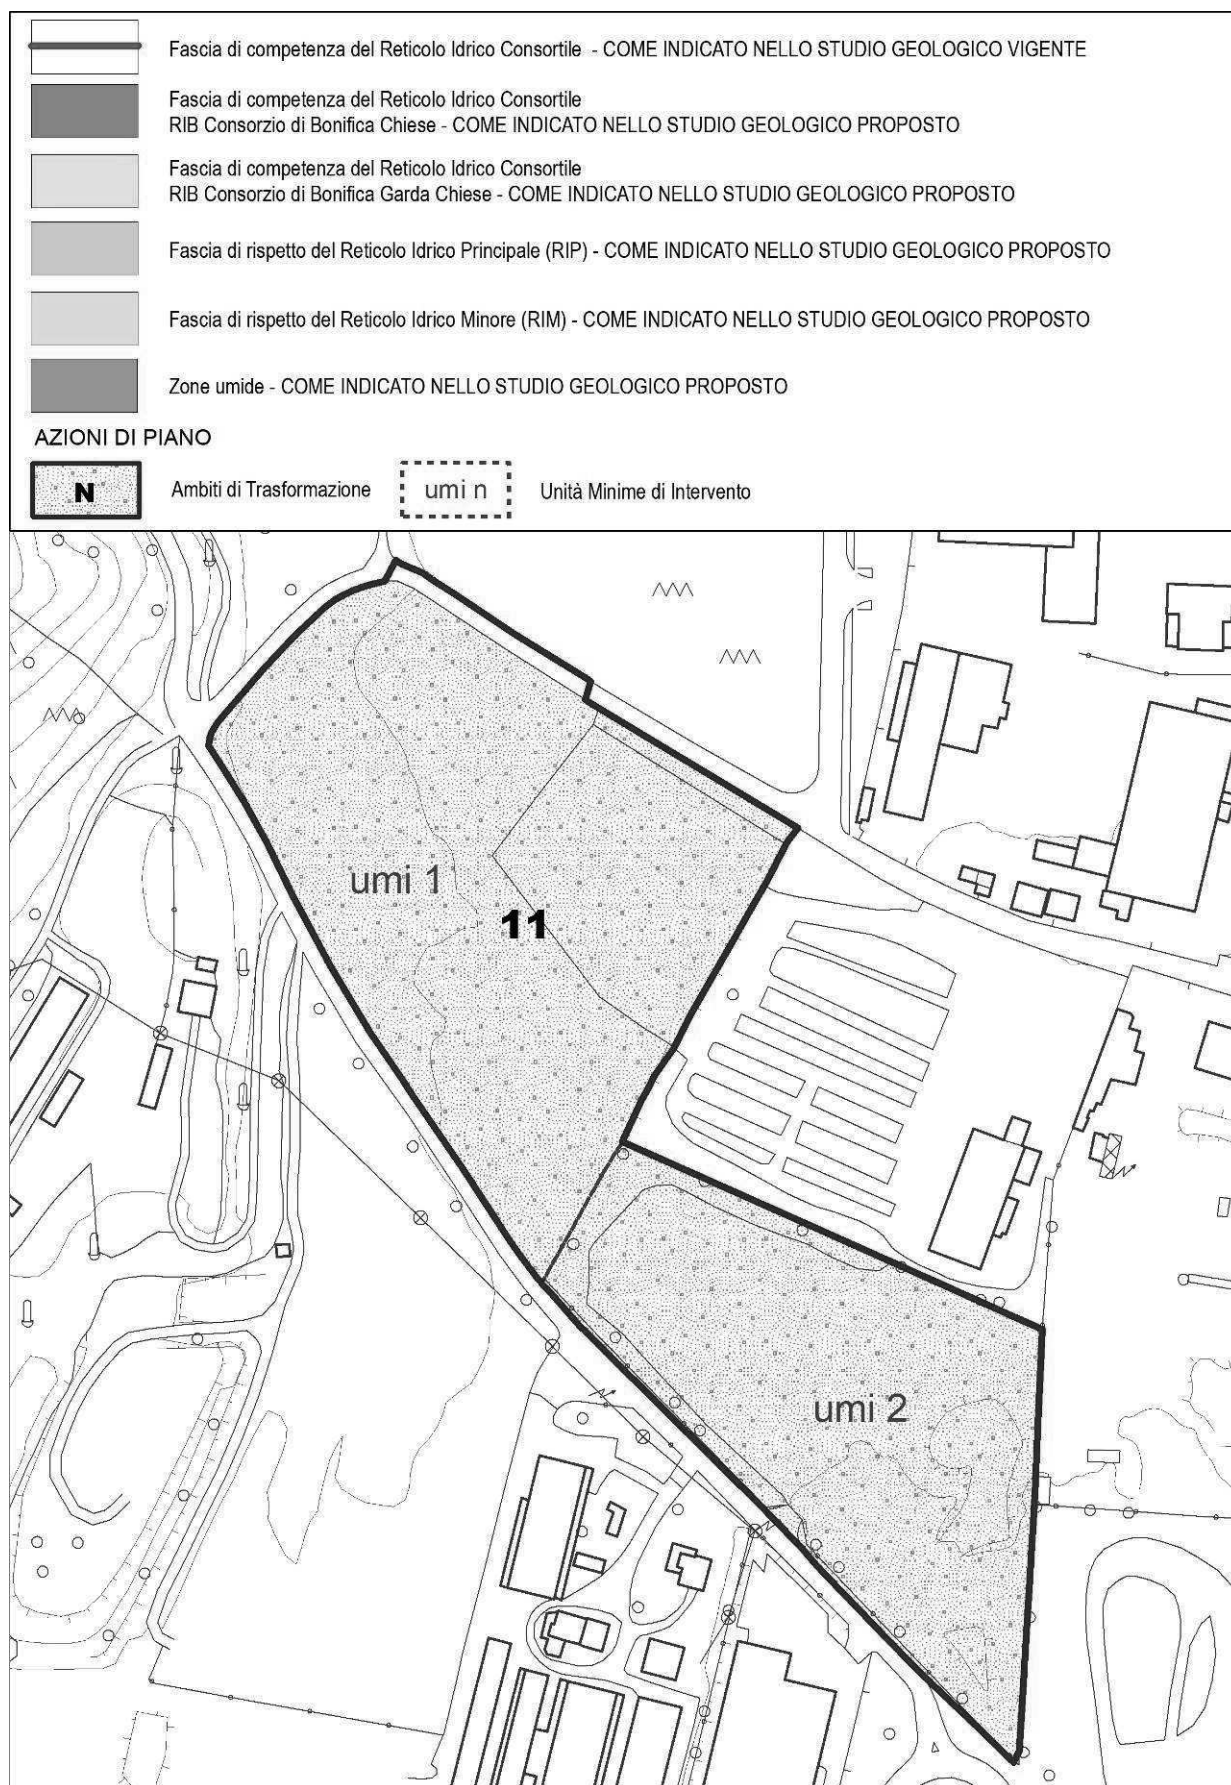 Fascia di competenza del Reticolo Idrico Consortile - COME INDICATO NELLO STUDIO GEOLOGICO VIGENTE
Fascia di competenza del Reticolo Idrico Consortile
RIB Consorzio di Bonifica Chiese - COME INDICATO NELLO STUDIO GEOLOGICO PROPOSTO
Fascia di competenza del Reticolo Idrico Consortile
RIB Consorzio di Bonifica Garda Chiese - COME INDICATO NELLO STUDIO GEOLOGICO PROPOSTO
Fascia di rispetto del Reticolo Idrico Principale (RIP) - COME INDICATO NELLO STUDIO GEOLOGICO PROPOSTO
Fascia di rispetto del Reticolo Idrico Minore (RIM) - COME INDICATO NELLO STUDIO GEOLOGICO PROPOSTO
Zone umide - COME INDICATO NELLO STUDIO GEOLOGICO PROPOSTO
AZIONI DI PIANO
N Ambiti di Trasformazione umi n Unità Minime di Intervento
umi 1
11
umi 2